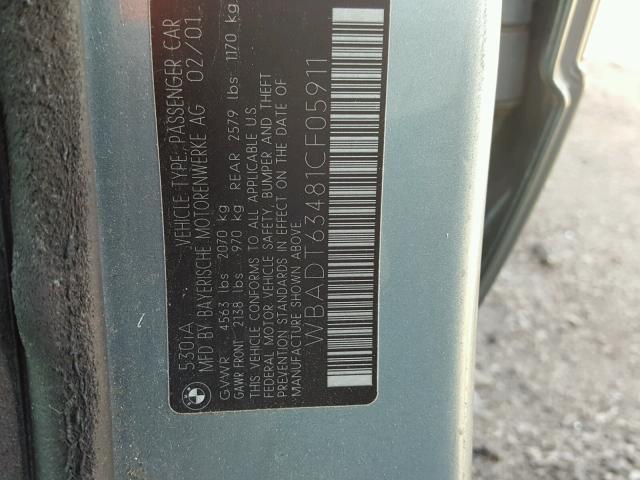 530iA VEHICLE TYPE: PASSENGER CAR
MFD BY BAYERISCHE MOTORENWERKE AG 02/01
GVWR 4563 lbs 2070 kg
GAWR FRONT 2138 lbs 970 kg REAR 2579 lbs 1170 kg
THIS VEHICLE CONFORMS TO ALL APPLICABLE U.S.
FEDERAL MOTOR VEHICLE SAFETY, BUMPER AND THEFT
PREVENTION STANDARDS IN EFFECT ON THE DATE OF
MANUFACTURE SHOWN ABOVE.
WBADT63481CF05911